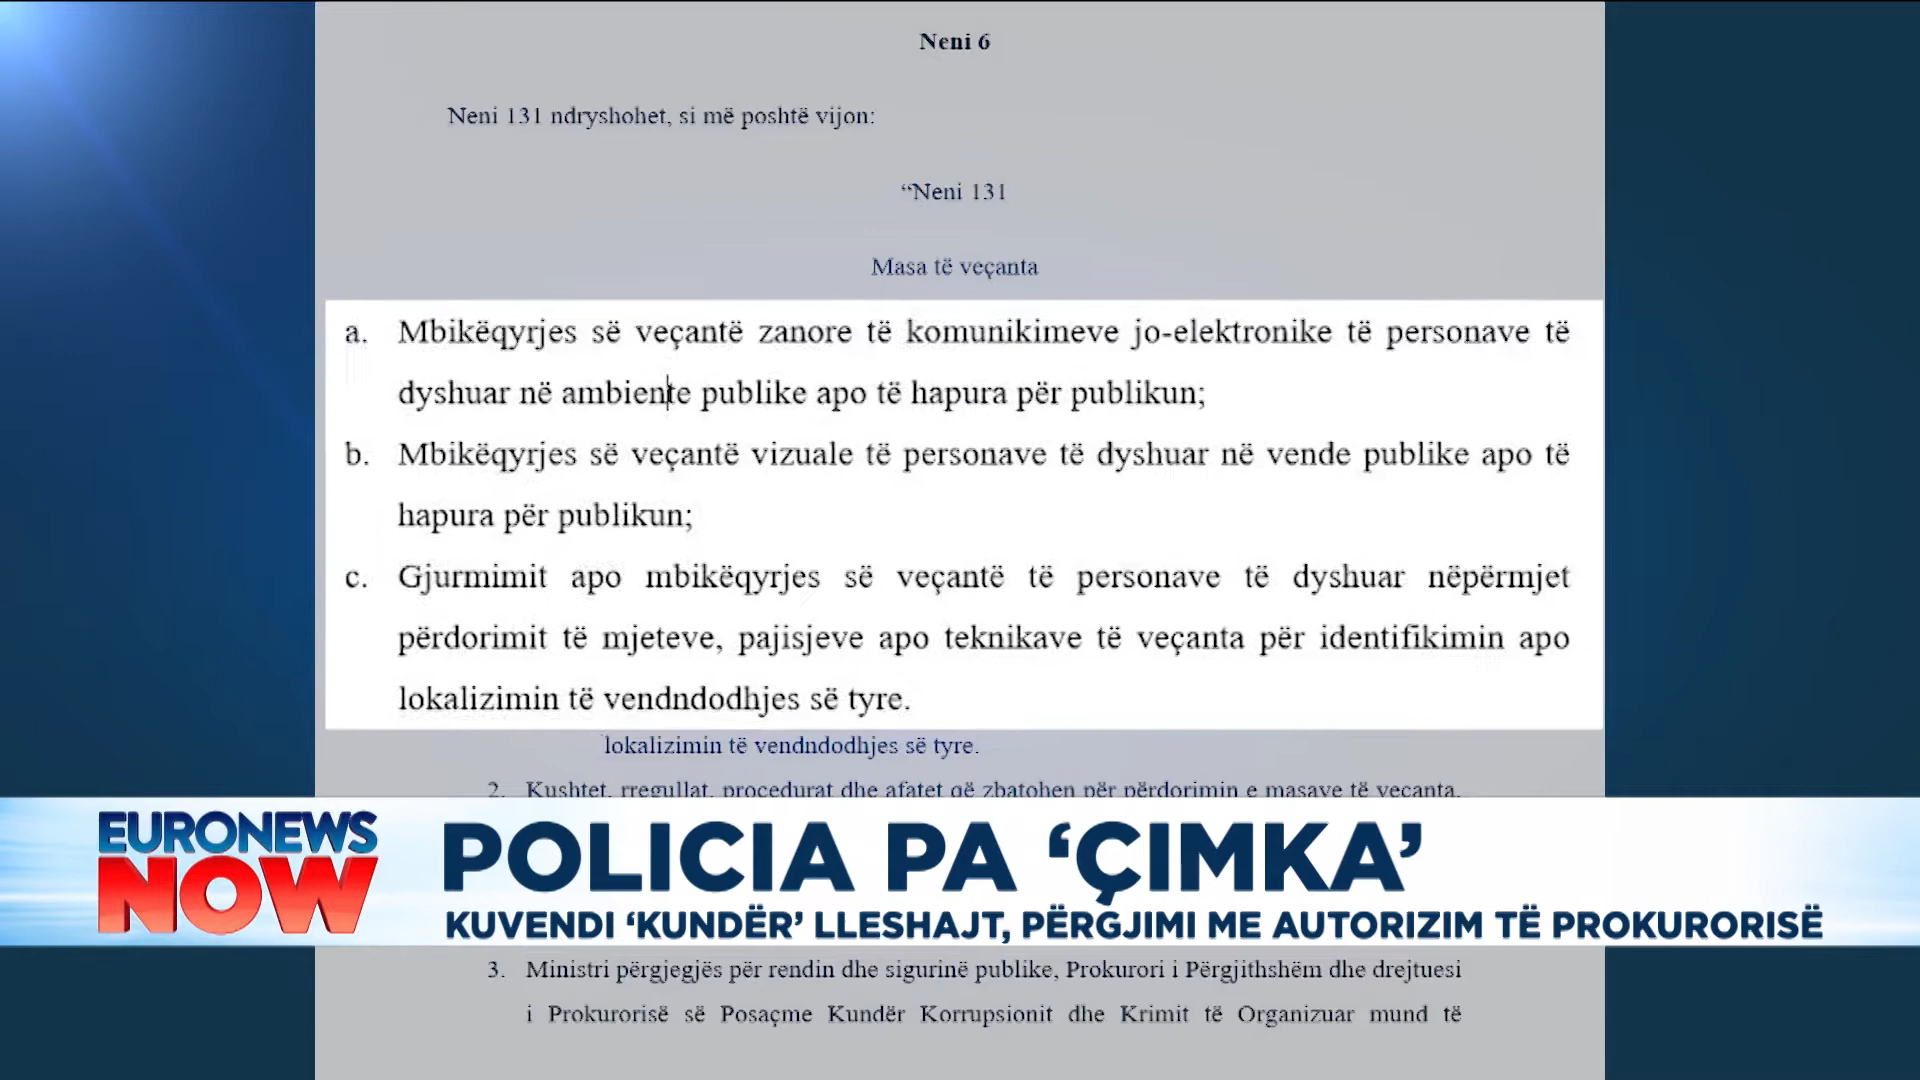 Neni 6
Neni 131 ndryshohet, si më poshtë vijon:
“Neni 131
Masa të veçanta
a. Mbikëqyrjes së veçantë zanore të komunikimeve jo-elektronike të personave të
dyshuar në ambiente publike apo të hapura për publikun;
b. Mbikëqyrjes së veçantë vizuale të personave të dyshuar në vende publike apo të
hapura për publikun;
c. Gjurmimit apo mbikëqyrjes së veçantë të personave të dyshuar nëpërmjet
përdorimit të mjeteve, pajisjeve apo teknikave të veçanta për identifikimin apo
lokalizimin të vendndodhjes së tyre.
lokalizimin të vendndodhjes së tyre.
2. Kushtet, rregullat, procedurat dhe afatet që zbatohen për përdorimin e masave të veçanta,
EURONEWS
NOW
POLICIA PA ‘ÇIMKA’
KUVENDI ‘KUNDËR’ LLESHAJT, PËRGJIMI ME AUTORIZIM TË PROKURORISË
3. Ministri përgjegjës për rendin dhe sigurinë publike, Prokurori i Përgjithshëm dhe drejtuesi
i Prokurorisë së Posaçme Kundër Korrupsionit dhe Krimit të Organizuar mund të